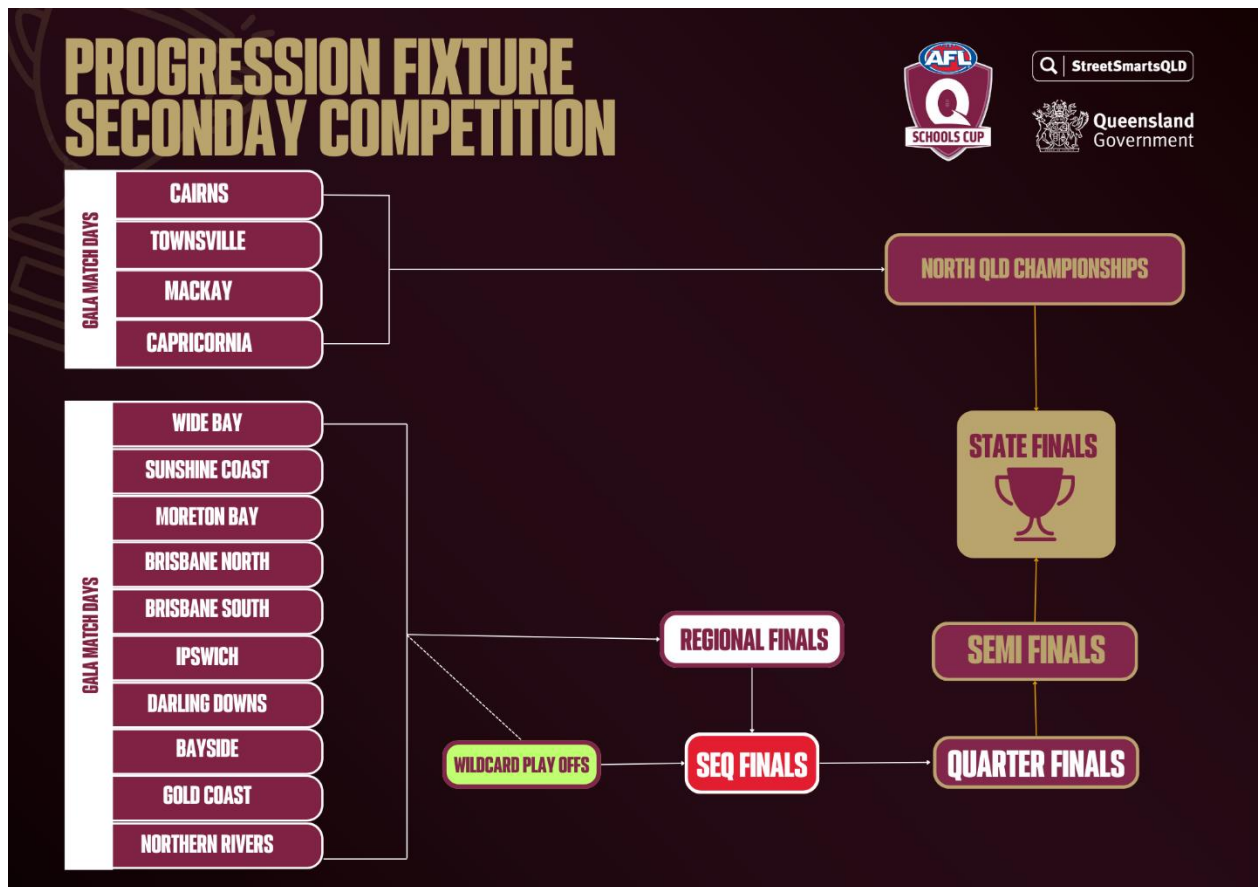 PROGRESSION FIXTURE
SECONDAY COMPETITION
AFL
Q
SCHOOLS CUP
Q | StreetSmartsQLD
Queensland
Government
GALA MATCH DAYS
CAIRNS
TOWNSVILLE
MACKAY
CAPRICORNIA
NORTH QLD CHAMPIONSHIPS
GALA MATCH DAYS
WIDE BAY
SUNSHINE COAST
MORETON BAY
BRISBANE NORTH
BRISBANE SOUTH
IPSWICH
DARLING DOWNS
BAYSIDE
GOLD COAST
NORTHERN RIVERS
STATE FINALS
REGIONAL FINALS
SEMI FINALS
WILDCARD PLAY OFFS
SEQ FINALS
QUARTER FINALS